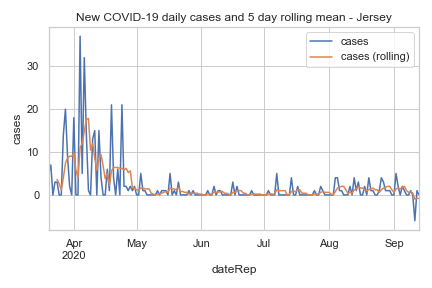 New COVID-19 daily cases and 5 day rolling mean - Jersey
cases
cases (rolling)
cases
30
20
10
0
Apr
2020
May
Jun
Jul
Aug
Sep
dateRep